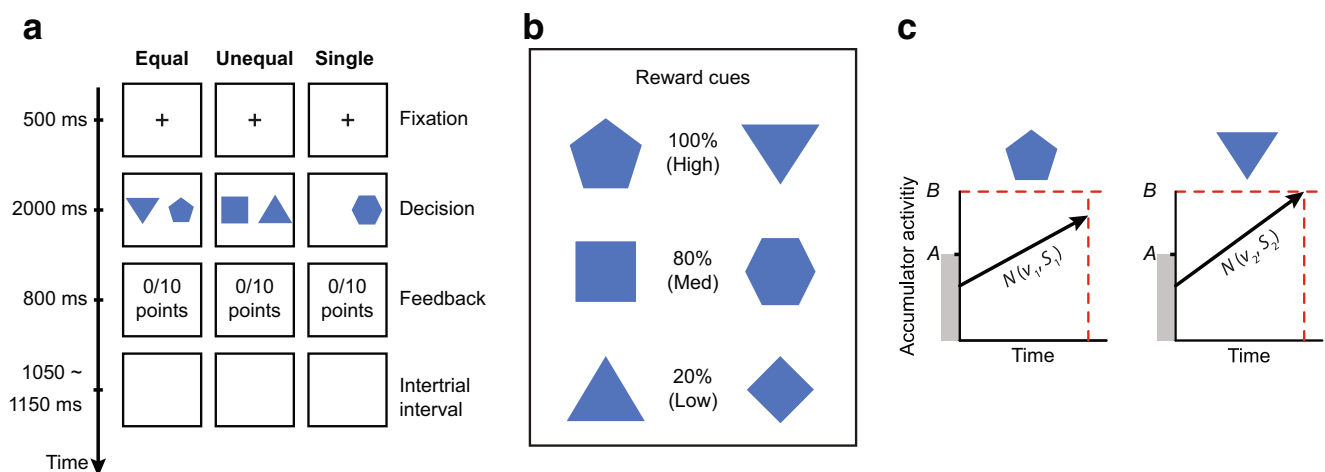 a
Equal Unequal Single
500 ms
+ + +
Fixation
2000 ms
Decision
800 ms
0/10 points
0/10 points
0/10 points
Feedback
1050 ~
1150 ms
Intertrial
interval
Time
b
Reward cues
100%
(High)
80%
(Med)
20%
(Low)
c
Accumulator activitiy
B
A
N (v₁, S₁)
Time
B
A
N (v₂, S₂)
Time